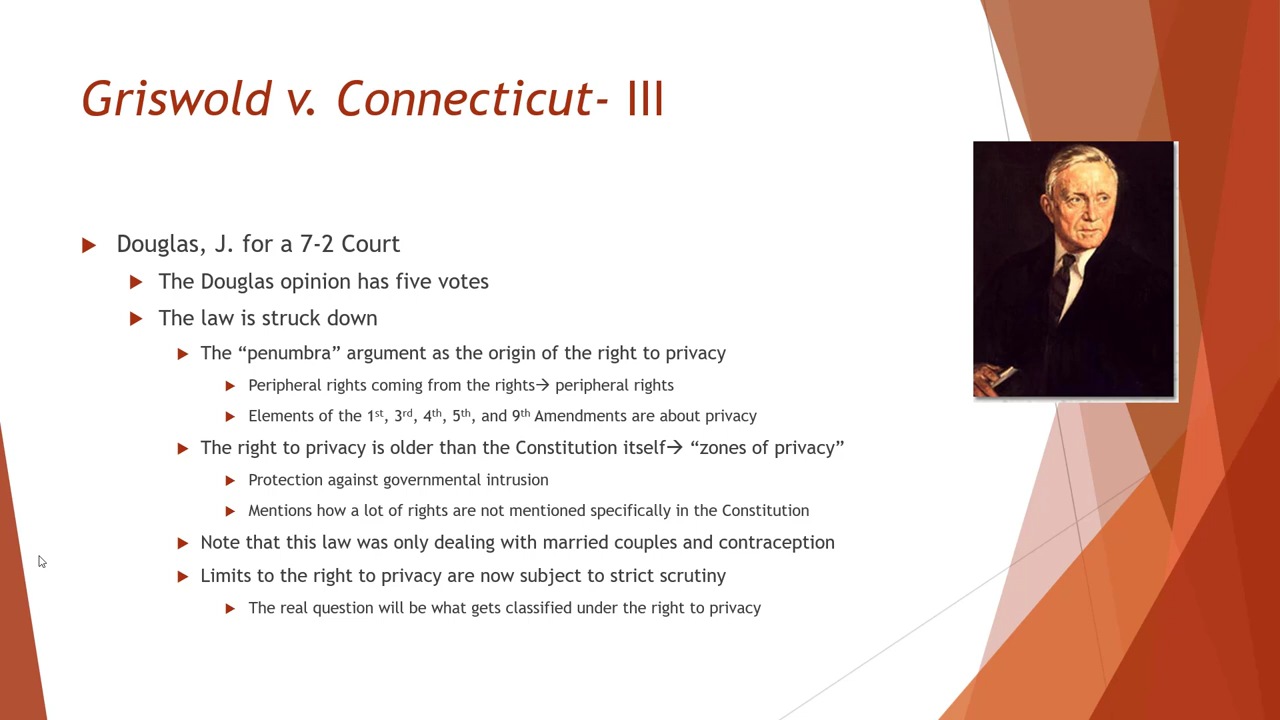 Griswold v. Connecticut- III
Douglas, J. for a 7-2 Court
The Douglas opinion has five votes
The law is struck down
The “penumbra” argument as the origin of the right to privacy
Peripheral rights coming from the rights→ peripheral rights
Elements of the 1st, 3rd, 4th, 5th, and 9th Amendments are about privacy
The right to privacy is older than the Constitution itself→ “zones of privacy”
Protection against governmental intrusion
Mentions how a lot of rights are not mentioned specifically in the Constitution
Note that this law was only dealing with married couples and contraception
Limits to the right to privacy are now subject to strict scrutiny
The real question will be what gets classified under the right to privacy